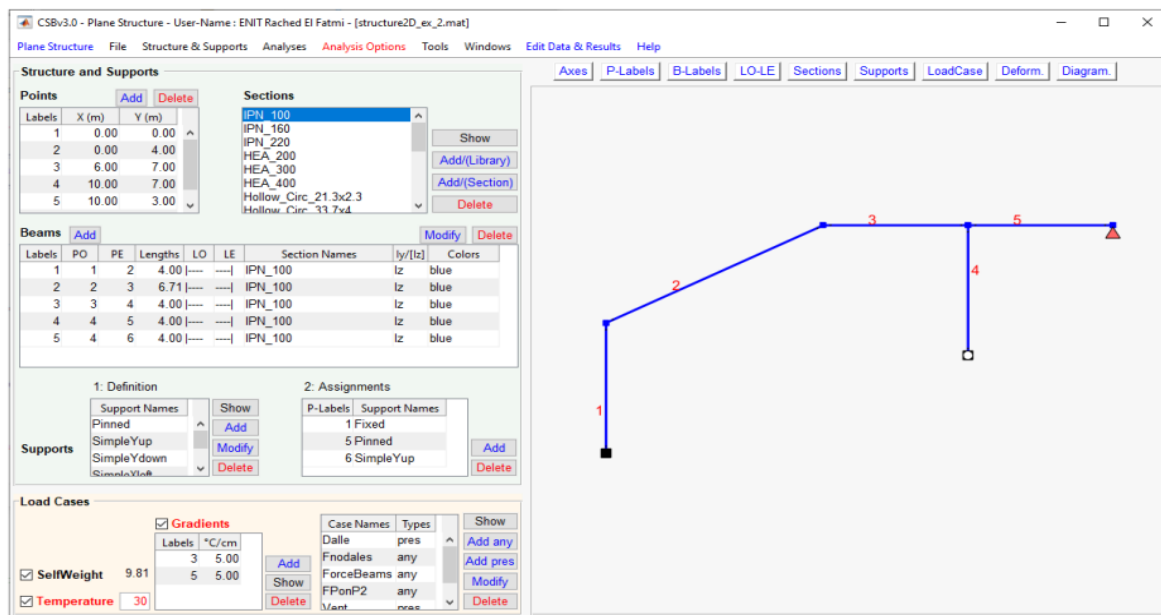 CSBv3.0 - Plane Structure - User-Name : ENIT Rached El Fatmi - [structure2D_ex_2.mat]
Plane Structure File Structure & Supports Analyses Analysis Options Tools Windows Edit Data & Results Help
Axes P-Labels B-Labels LO-LE Sections Supports LoadCase Deform. Diagram.
Structure and Supports
Points Add Delete
Labels X (m) Y (m)
1 0.00 0.00
2 0.00 4.00
3 6.00 7.00
4 10.00 7.00
5 10.00 3.00
Sections
IPN_100
IPN_160
IPN_220
HEA_200
HEA_300
HEA_400
Hollow_Circ_21.3x2.3
Hollow_Circ_33.7x4
Show
Add/(Library)
Add/(Section)
Delete
Beams Add Modify Delete
Labels PO PE Lengths LO LE Section Names Iy/[Iz] Colors
1 1 2 4.00 |---- ----| IPN_100 Iz blue
2 2 3 6.71 |---- ----| IPN_100 Iz blue
3 3 4 4.00 |---- ----| IPN_100 Iz blue
4 4 5 4.00 |---- ----| IPN_100 Iz blue
5 4 6 4.00 |---- ----| IPN_100 Iz blue
1: Definition
Supports
Support Names
Pinned
SimpleYup
SimpleYdown
SimpleXleft
Show
Add
Modify
Delete
2: Assignments
P-Labels Support Names
1 Fixed
5 Pinned
6 SimpleYup
Add
Delete
Load Cases
SelfWeight 9.81
Temperature 30
Gradients
Labels °C/cm
3 5.00
5 5.00
Add
Show
Delete
Case Names Types
Dalle pres
Fnodales any
ForceBeams any
FPonP2 any
Vent pres
Show
Add any
Add pres
Modify
Delete
3
5
4
2
1